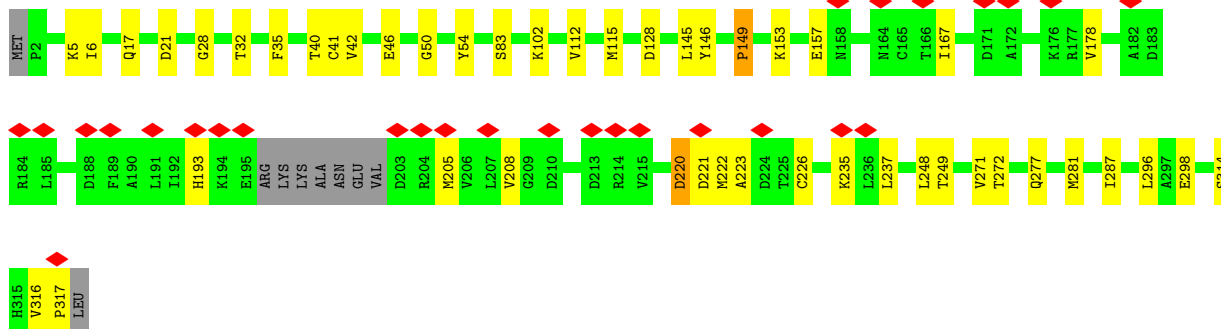 MET P2 K5 I6 Q17 D21 G28 T32 F35 T40 C41 V42 E46 G50 Y54 S83 K102 V112 M115 D128 L145 Y146 P149 K153 E157 N158 N164 C165 T166 I167 D171 A172 K176 R177 V178 A182 D183
R184 L185 D188 F189 A190 L191 I192 H193 K194 E195 ARG LYS LYS ALA ASN GLU VAL D203 R204 M205 V206 L207 V208 G209 D210 D213 R214 V215 D220 D221 M222 A223 D224 T225 C226 K235 L236 L237 L248 T249 V271 T272 Q277 M281 I287 L296 A297 E298
H315 V316 P317 LEU